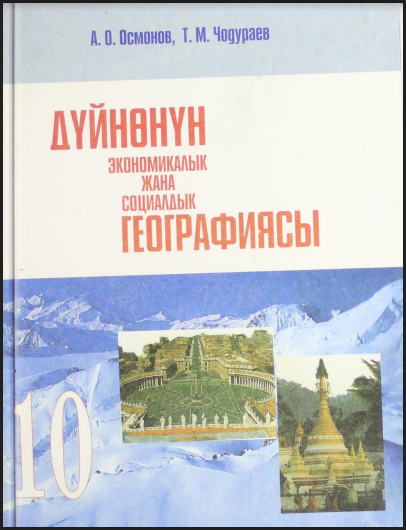 А. О. Осмонов, Т. М. Чодураев
ДҮЙНӨНҮН
ЭКОНОМИКАЛЫК
ЖАНА
СОЦИАЛДЫК
ГЕОГРАФИЯСЫ
10